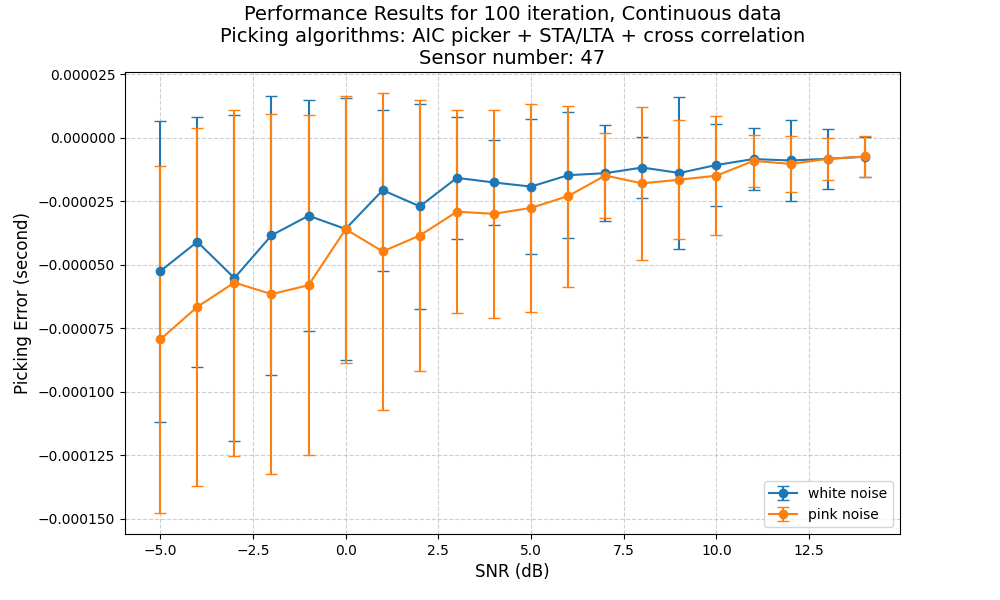 Performance Results for 100 iteration, Continuous data
Picking algorithms: AIC picker + STA/LTA + cross correlation
Sensor number: 47
Picking Error (second)
0.000025
0.000000
−0.000025
−0.000050
−0.000075
−0.000100
−0.000125
−0.000150
white noise
pink noise
−5.0 −2.5 0.0 2.5 5.0 7.5 10.0 12.5
SNR (dB)